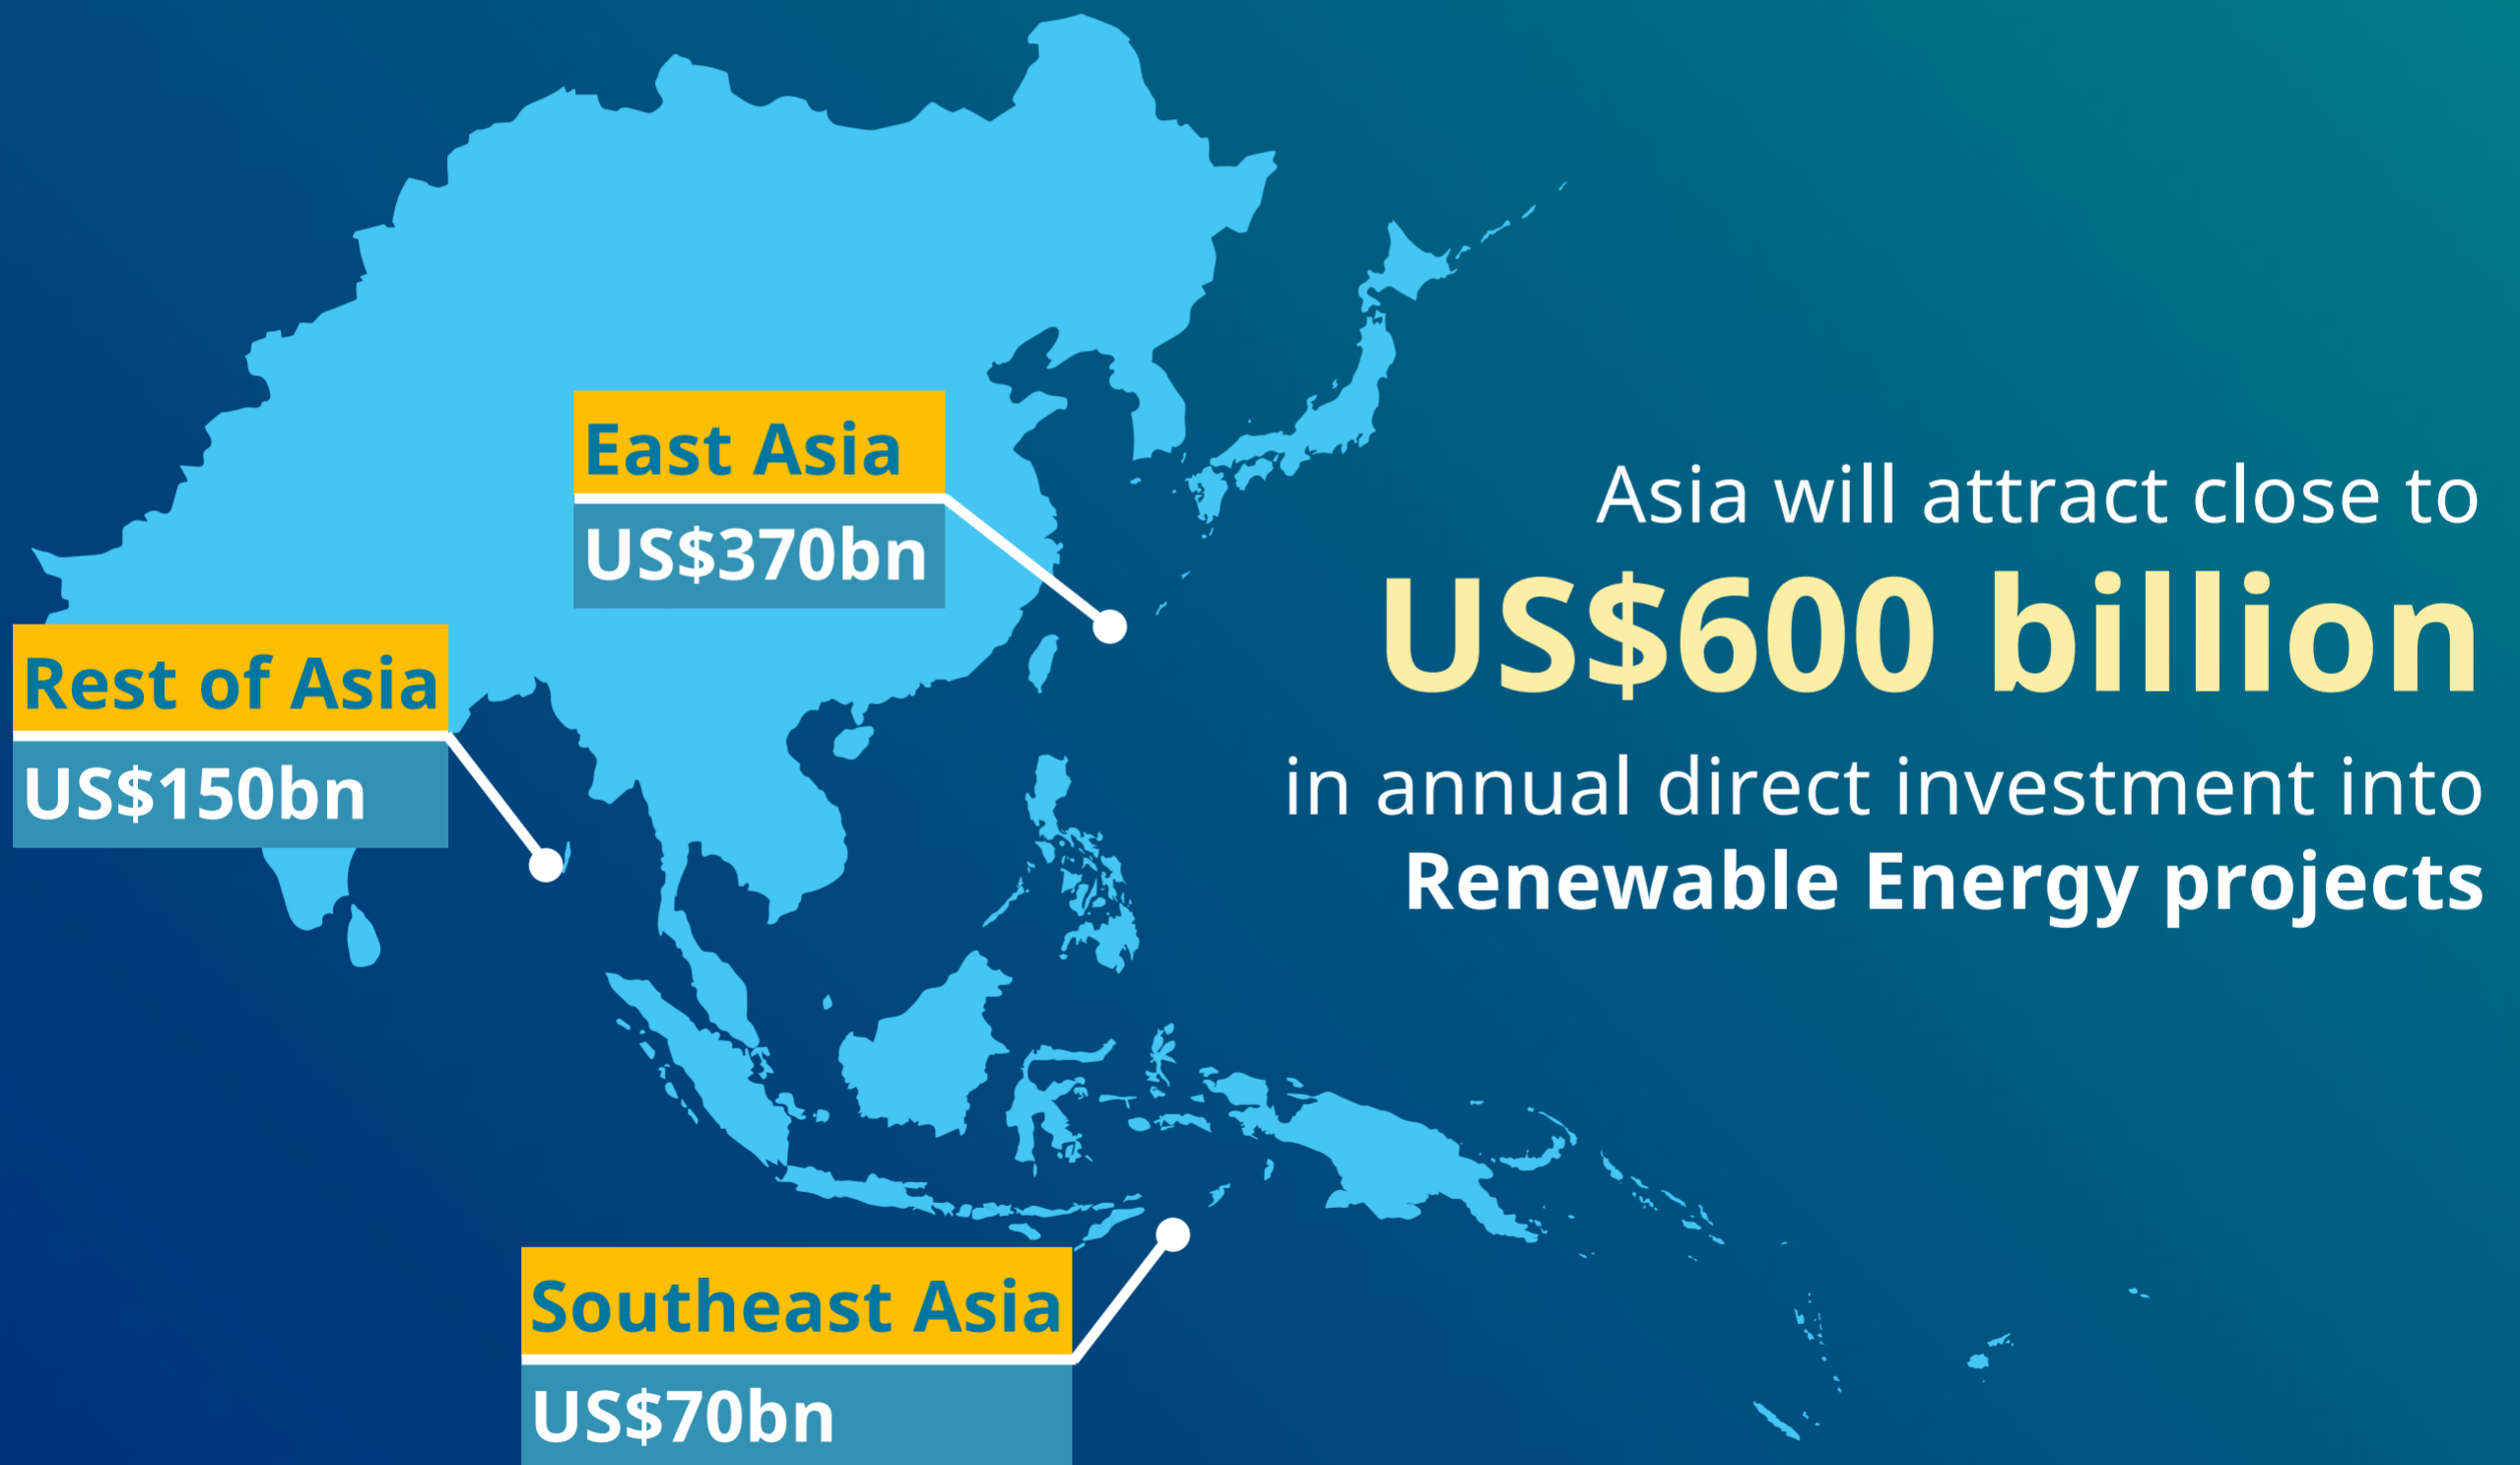 East Asia
US$370bn
Rest of Asia
US$150bn
Southeast Asia
US$70bn
Asia will attract close to
US$600 billion
in annual direct investment into
Renewable Energy projects